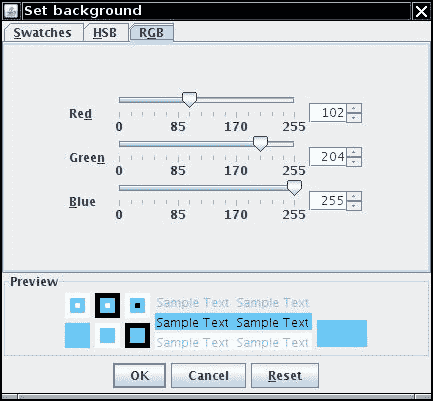 Set background
Swatches HSB RGB
Red 102
0 85 170 255
Green 204
0 85 170 255
Blue 255
0 85 170 255
Preview
Sample Text Sample Text
Sample Text Sample Text
Sample Text Sample Text
OK Cancel Reset